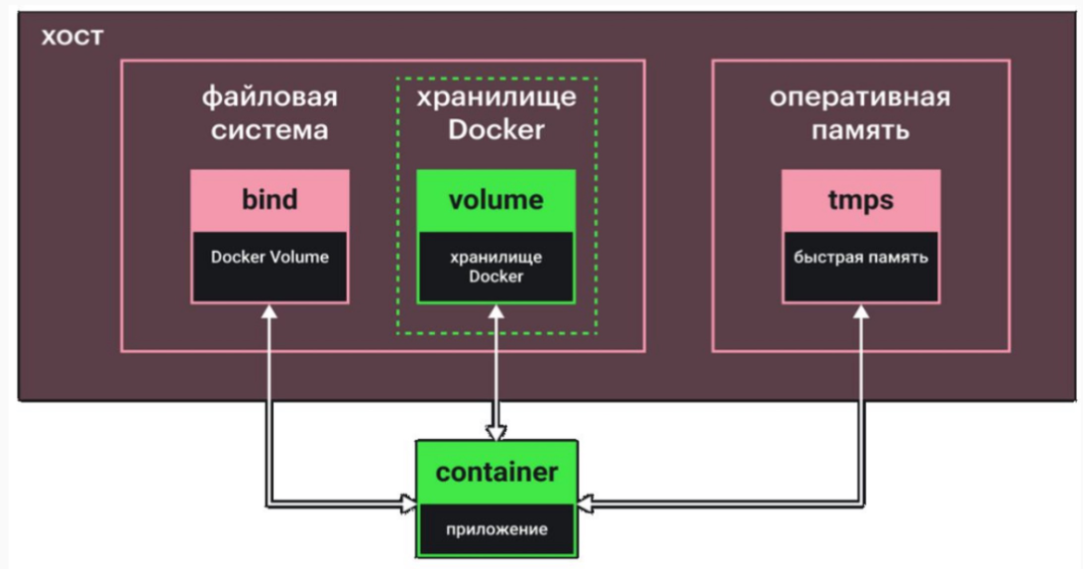 хост
файловая
система
хранилище
Docker
оперативная
память
bind
Docker Volume
volume
хранилище
Docker
tmps
быстрая память
container
приложение